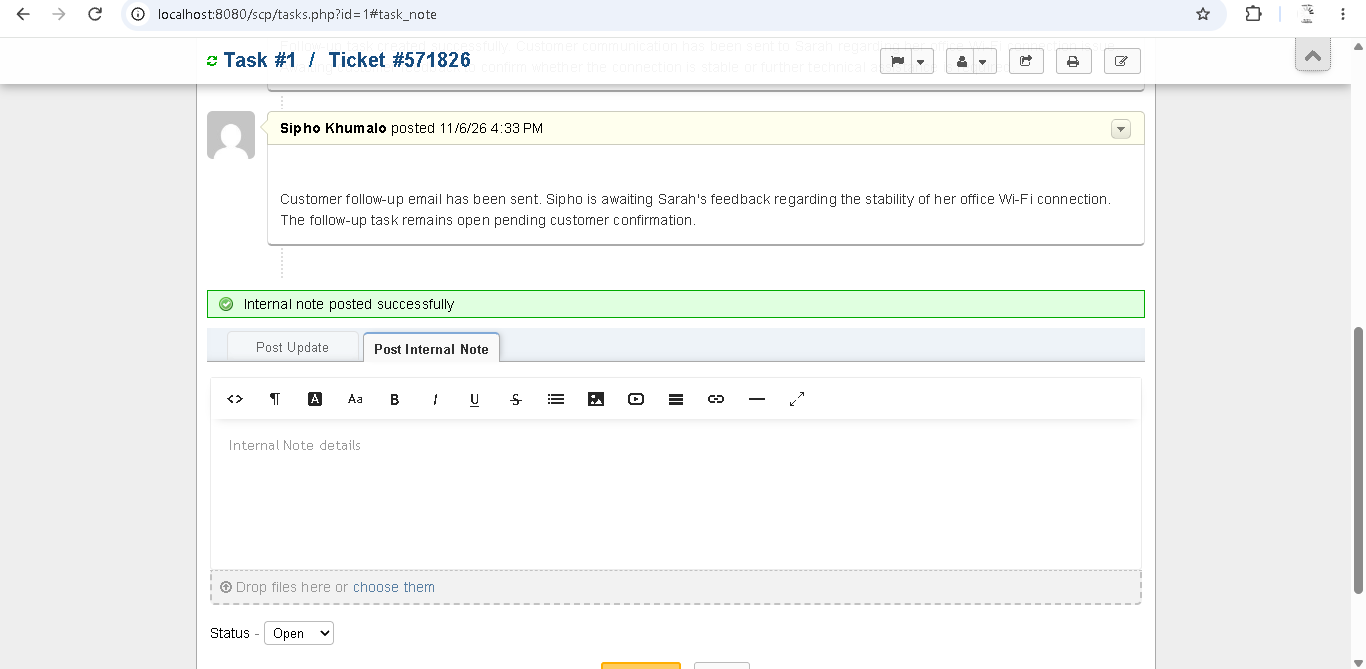 localhost:8080/scp/tasks.php?id=1#task_note
Task #1 / Ticket #571826
Sipho Khumalo posted 11/6/26 4:33 PM
Customer follow-up email has been sent. Sipho is awaiting Sarah's feedback regarding the stability of her office Wi-Fi connection.
The follow-up task remains open pending customer confirmation.
Internal note posted successfully
Post Update
Post Internal Note
<> ¶ A Aa B I U S
Internal Note details
Drop files here or choose them
Status - Open